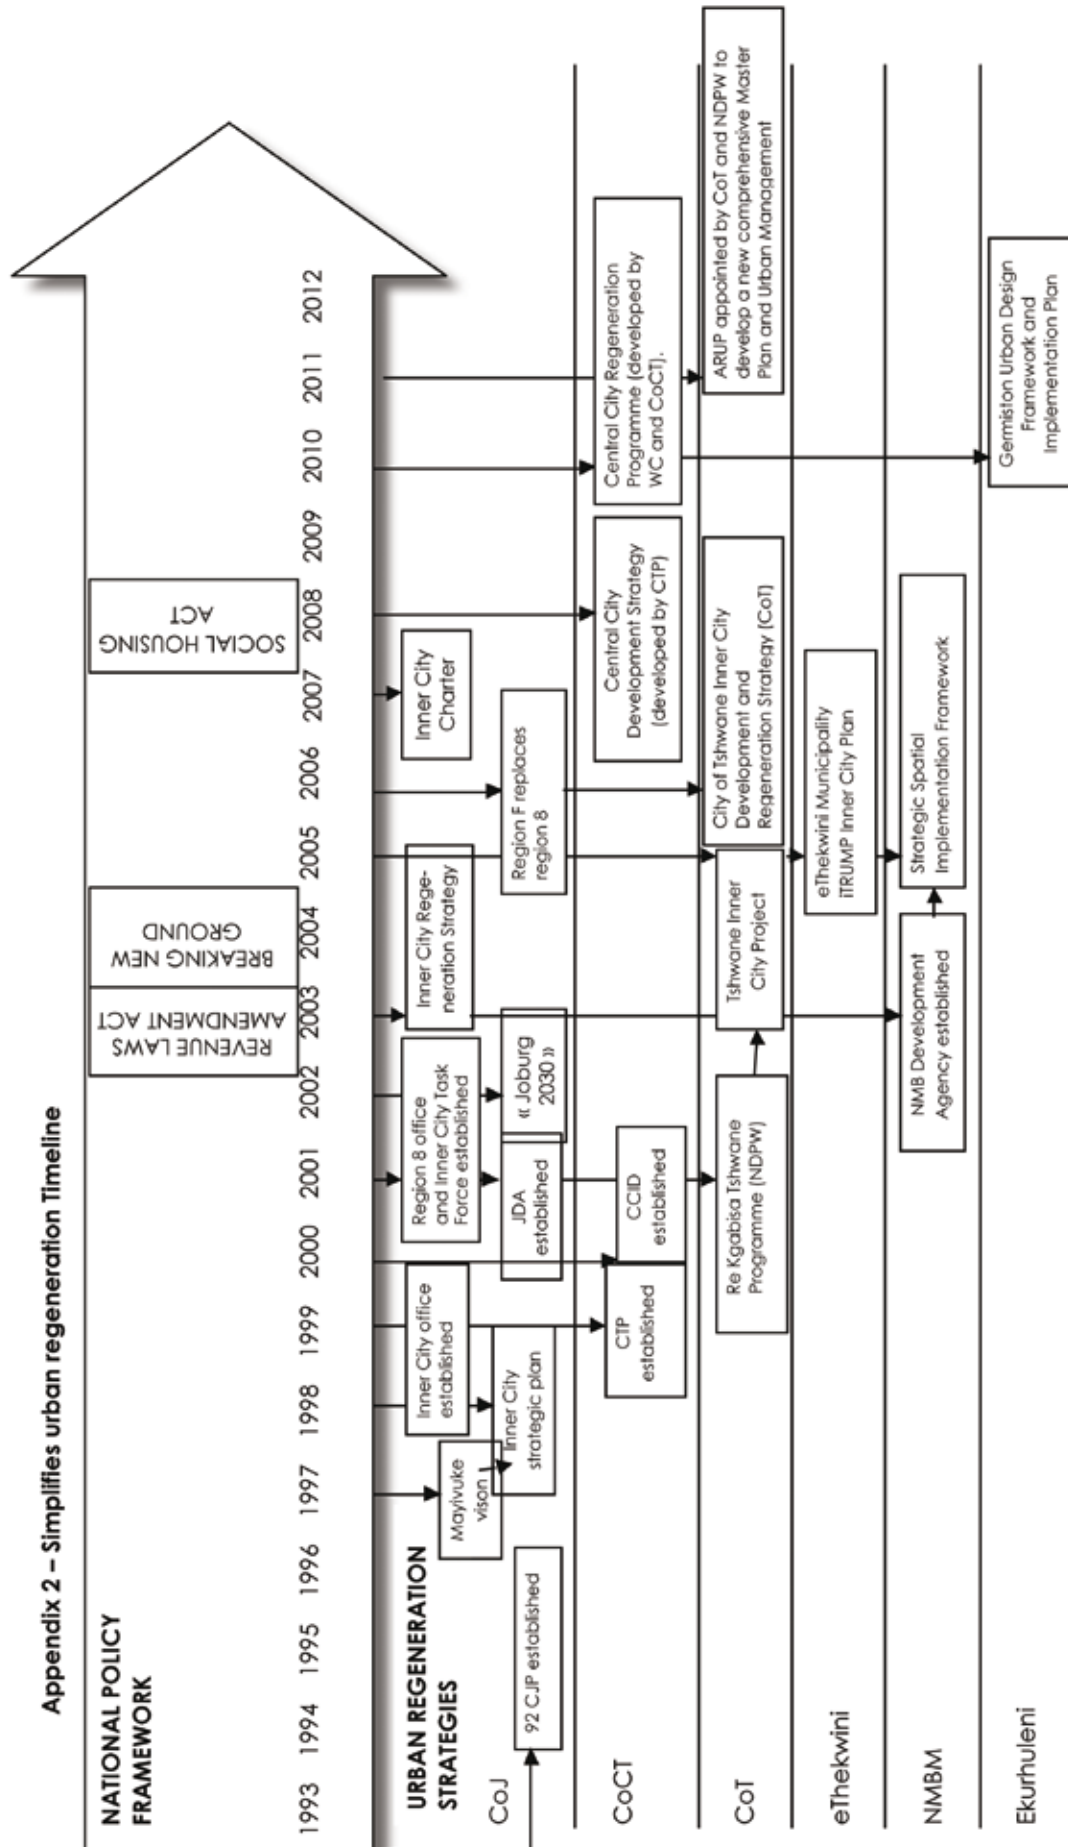 Appendix 2 – Simplifies urban regeneration Timeline
NATIONAL POLICY
FRAMEWORK
REVENUE LAWS
AMENDMENT ACT
BREAKING NEW
GROUND
SOCIAL HOUSING
ACT
1993 1994 1995 1996 1997 1998 1999 2000 2001 2002 2003 2004 2005 2006 2007 2008 2009 2010 2011 2012
URBAN REGENERATION
STRATEGIES
CoJ
92 CJP established
Mayivuke
vison
Inner City office
established
Inner City
strategic plan
Region 8 office
and Inner City Task
Force established
JDA
established
« Joburg
2030 »
Inner City Rege-
neration Strategy
Region F replaces
region 8
Inner City
Charter
CoCT
CTP
established
CCID
established
Central City
Development Strategy
(developed by CTP)
Central City Regeneration
Programme (developed by
WC and CoCT).
CoT
Re Kgabisa Tshwane
Programme (NDPW)
Tshwane Inner
City Project
City of Tshwane Inner City
Development and
Regeneration Strategy (CoT)
ARUP appointed by CoT and NDPW to
develop a new comprehensive Master
Plan and Urban Management
eThekwini
eThekwini Municipality
iTRUMP Inner City Plan
NMBM
NMB Development
Agency established
Strategic Spatial
Implementation Framework
Ekurhuleni
Germiston Urban Design
Framework and
Implementation Plan